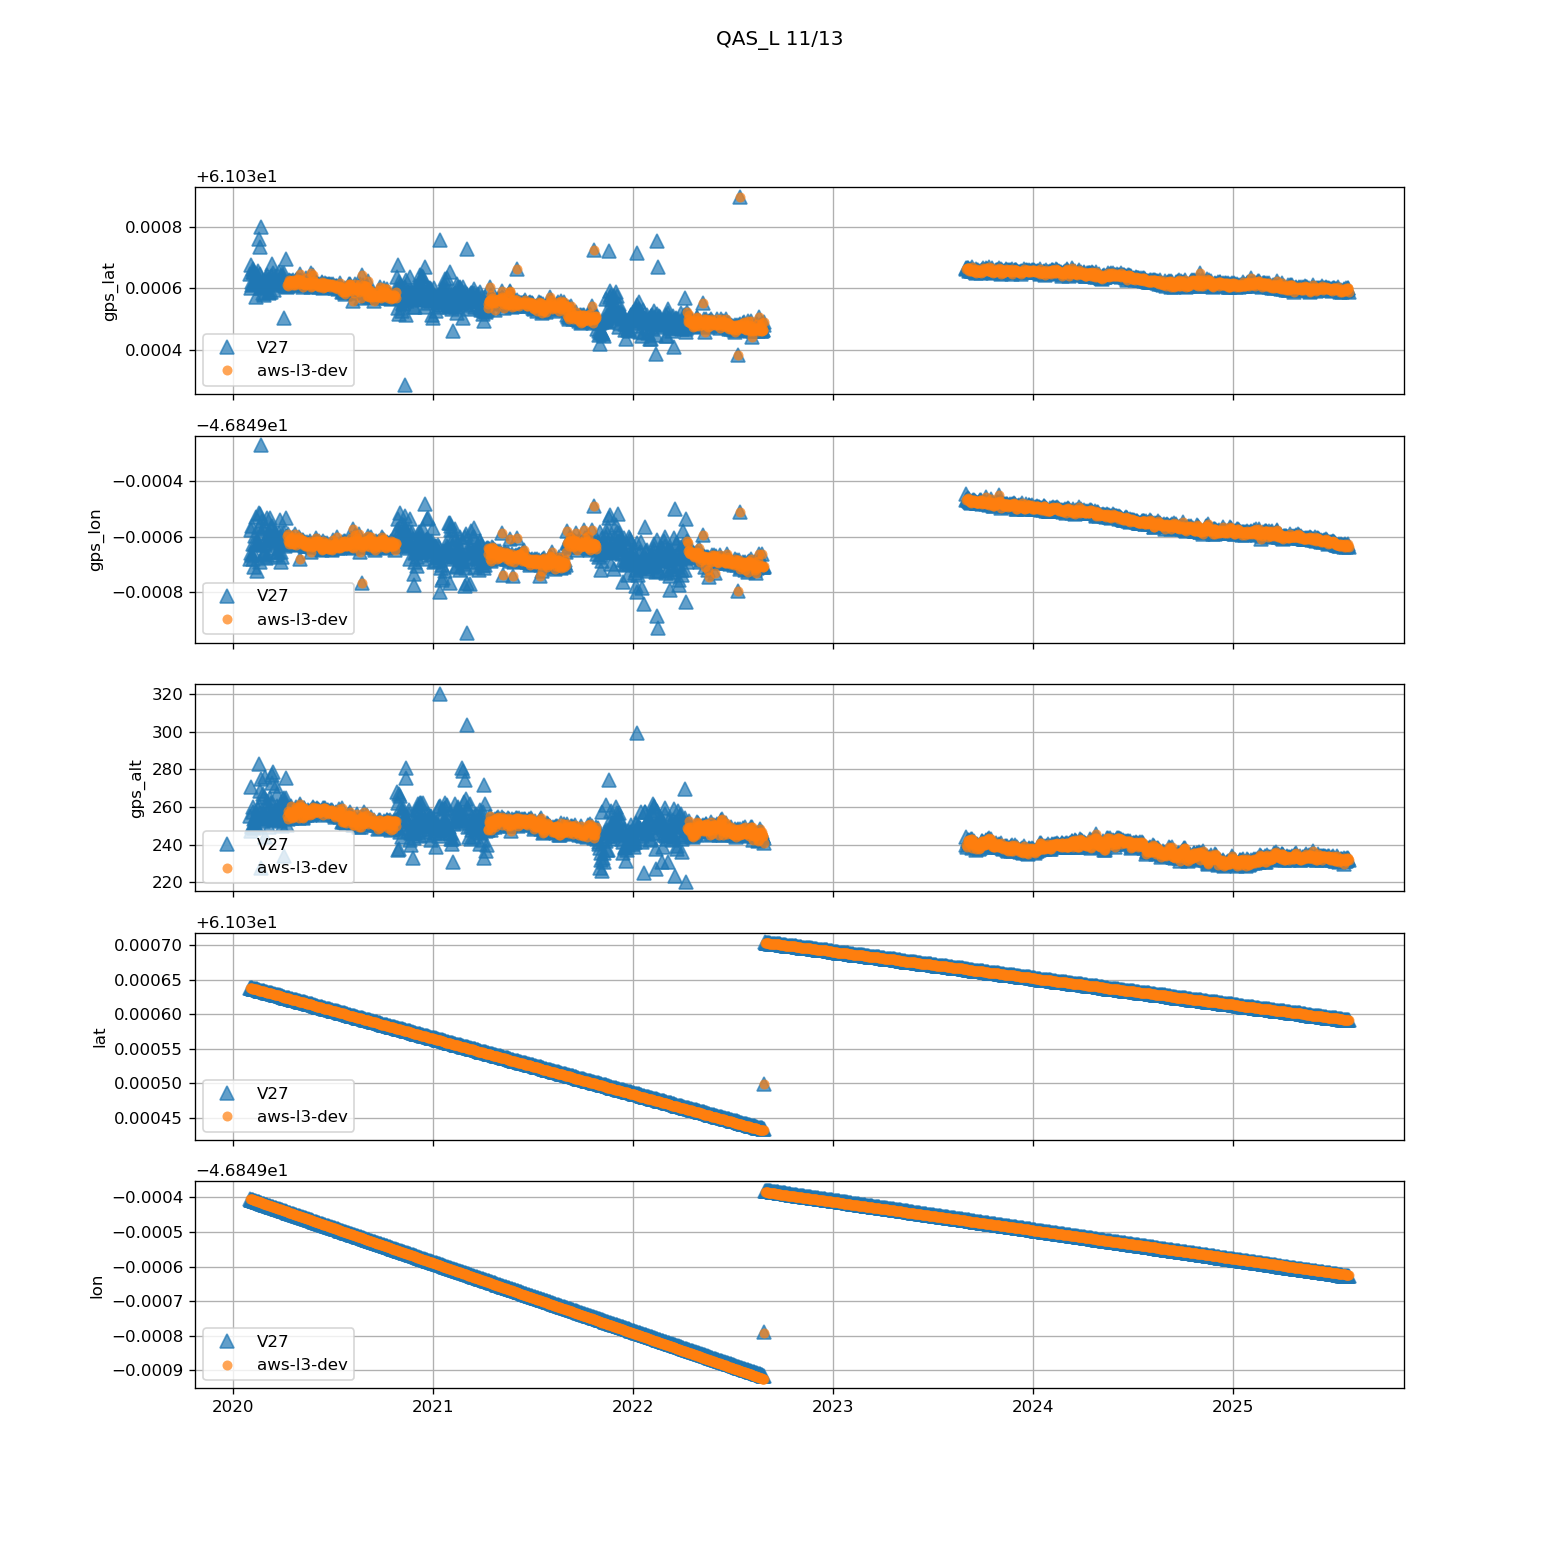 QAS_L 11/13
+6.103e1
0.0008
0.0006
0.0004
gps_lat
V27
aws-l3-dev
−4.6849e1
−0.0004
−0.0006
−0.0008
gps_lon
V27
aws-l3-dev
320
300
280
260
240
220
gps_alt
V27
aws-l3-dev
+6.103e1
0.00070
0.00065
0.00060
0.00055
0.00050
0.00045
lat
V27
aws-l3-dev
−4.6849e1
−0.0004
−0.0005
−0.0006
−0.0007
−0.0008
−0.0009
lon
V27
aws-l3-dev
2020 2021 2022 2023 2024 2025